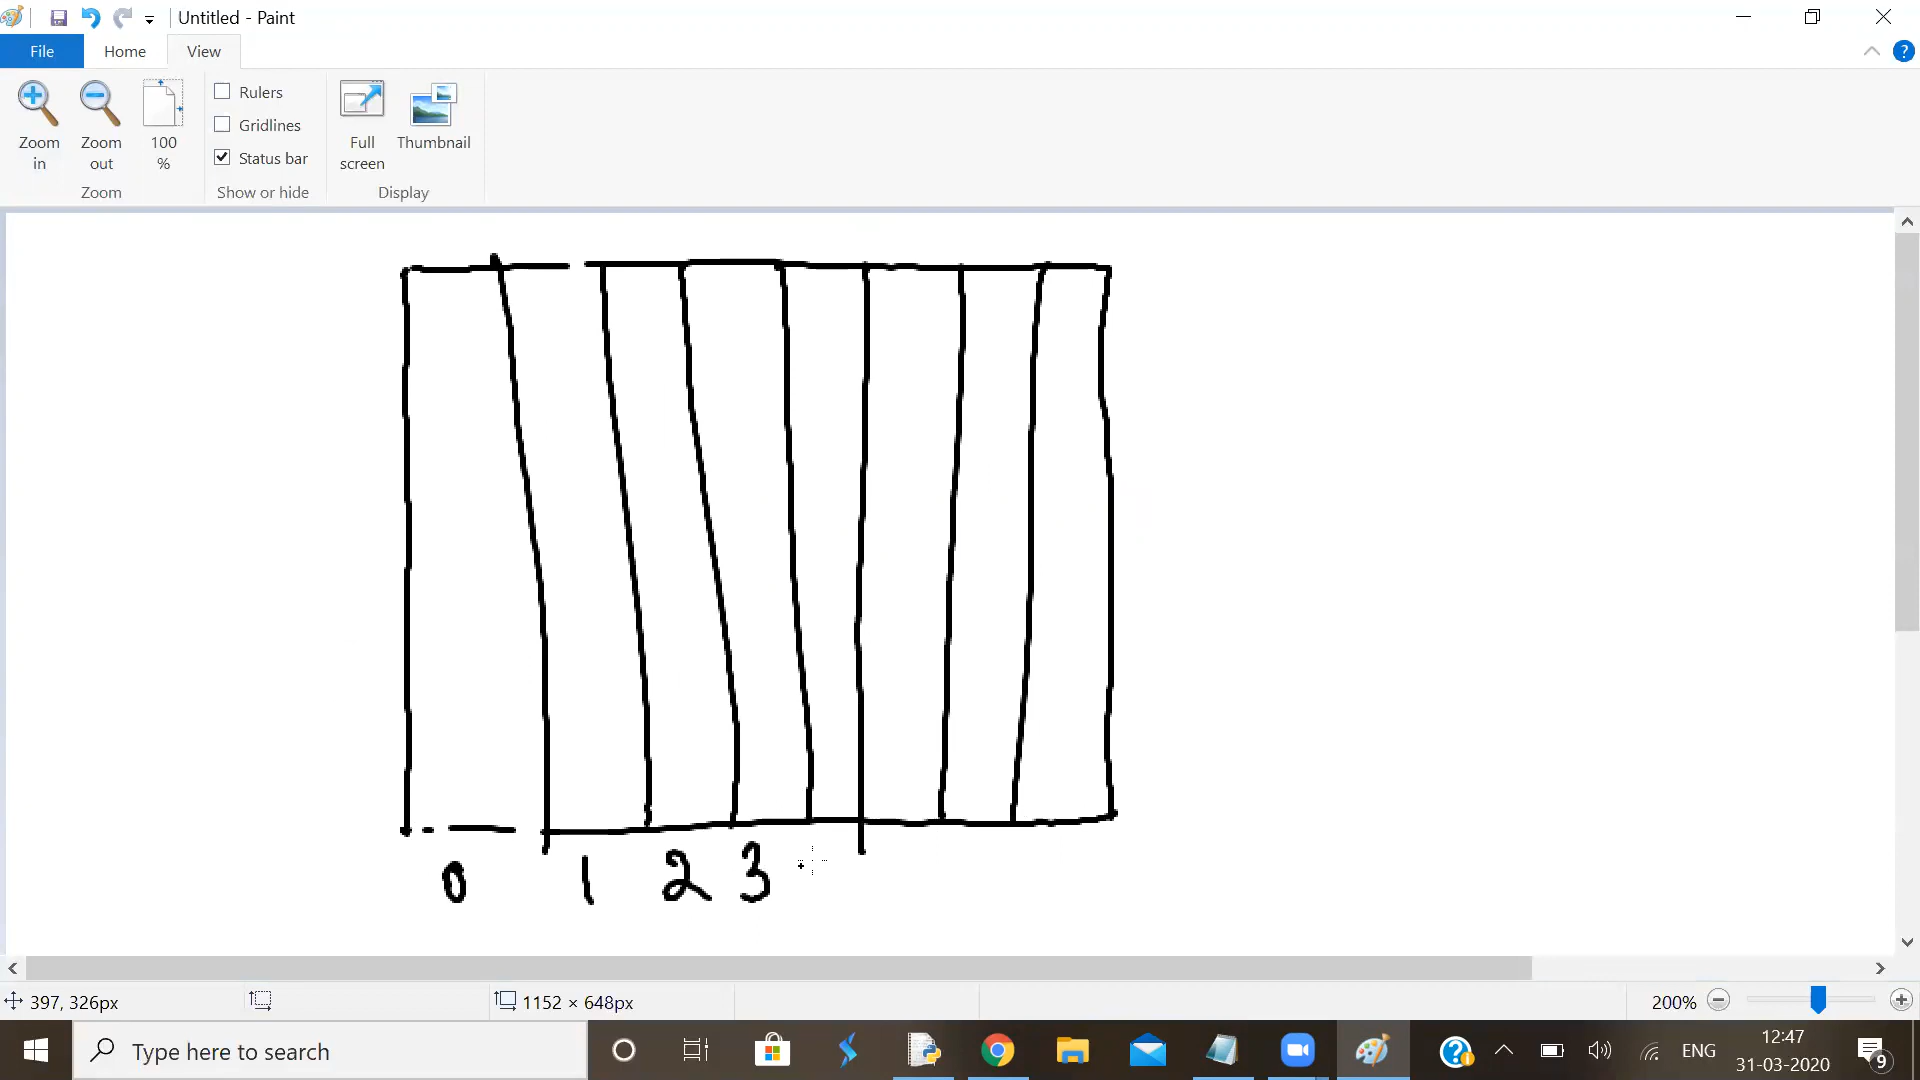 Untitled - Paint
File Home View
Zoom in
Zoom out
100 %
Rulers
Gridlines
Status bar
Full screen
Thumbnail
Zoom
Show or hide
Display
0 1 2 3
397, 326px
1152 × 648px
200%
Type here to search
ENG
12:47
31-03-2020
9